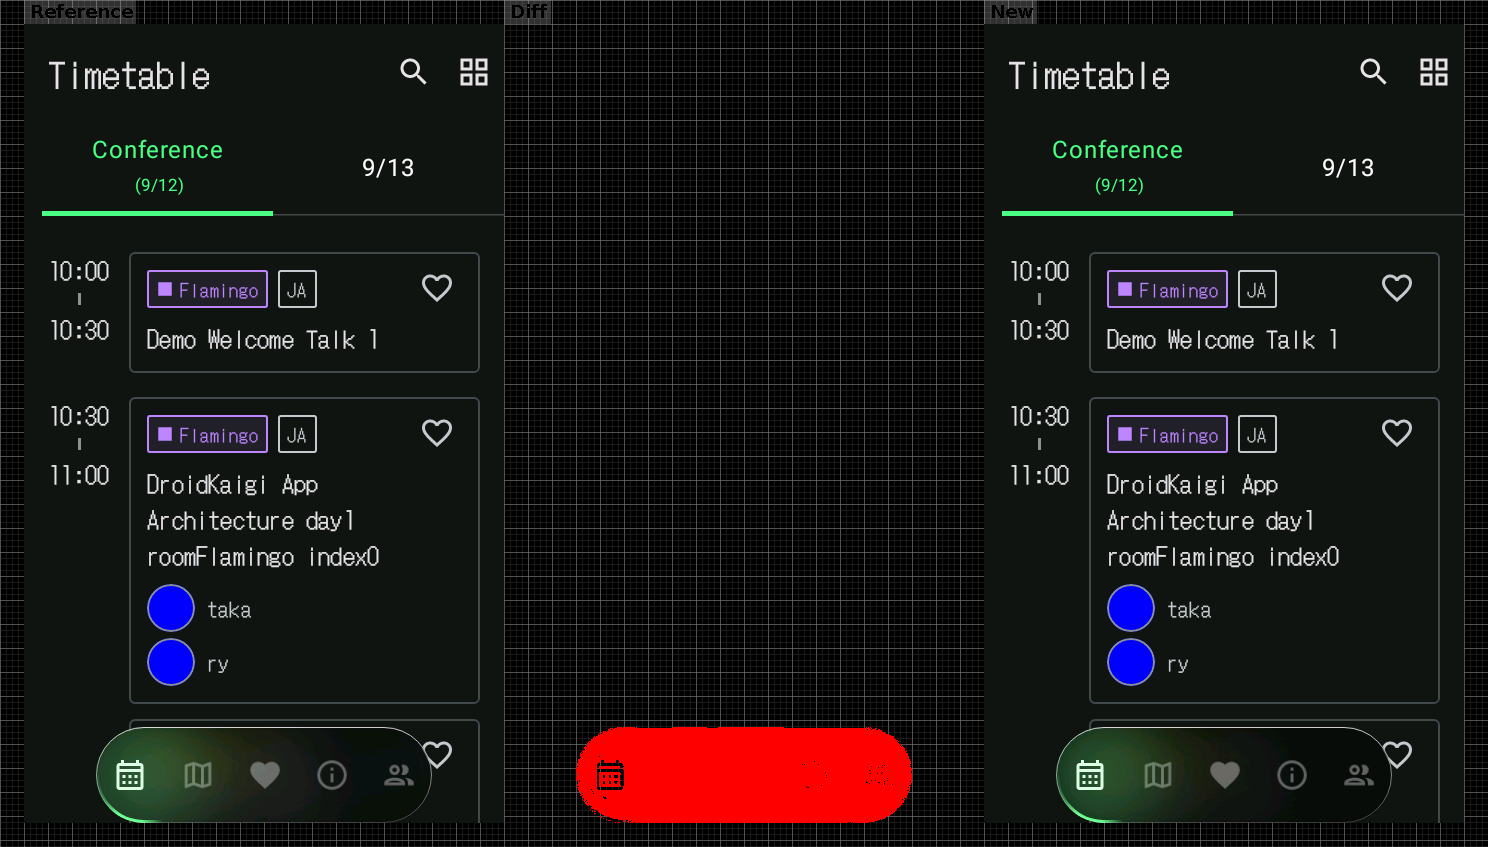 Reference
Diff
New
Timetable
Conference
(9/12)
9/13
10:00
10:30
Flamingo
JA
Demo Welcome Talk 1
10:30
11:00
Flamingo
JA
DroidKaigi App
Architecture day1
roomFlamingo index0
taka
ry
Timetable
Conference
(9/12)
9/13
10:00
10:30
Flamingo
JA
Demo Welcome Talk 1
10:30
11:00
Flamingo
JA
DroidKaigi App
Architecture day1
roomFlamingo index0
taka
ry